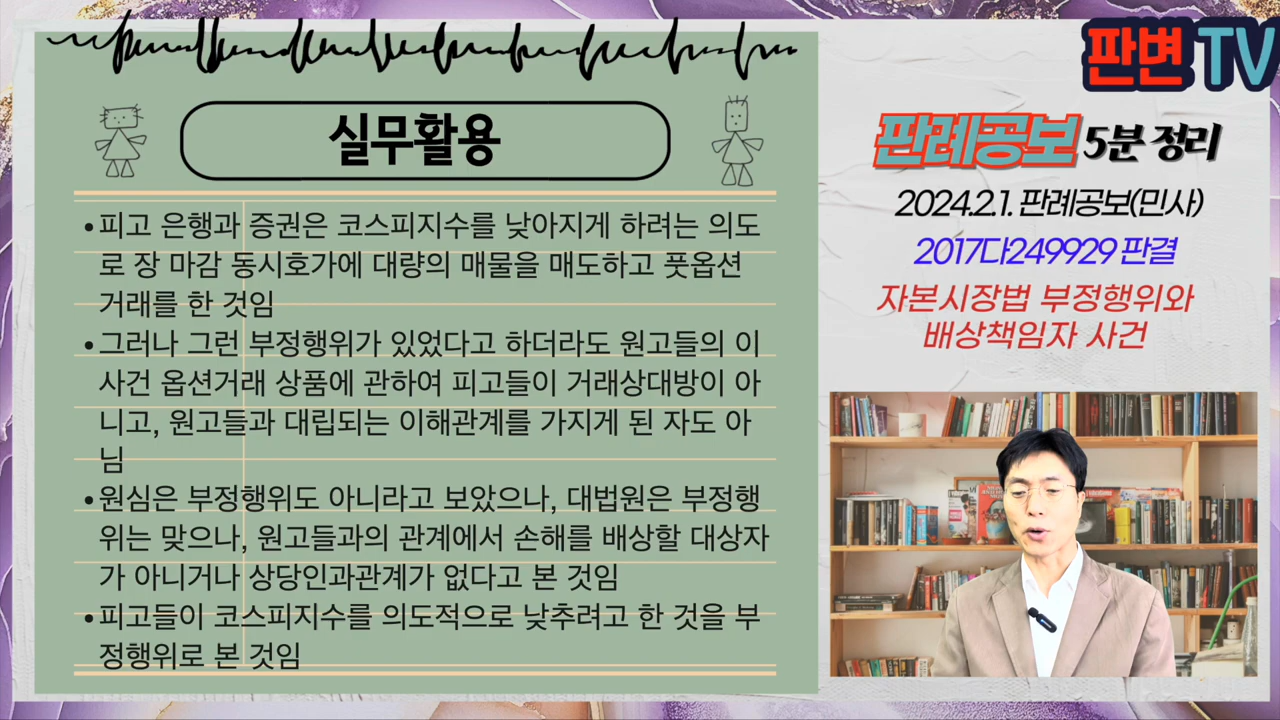 판변 TV
실무활용
•피고 은행과 증권은 코스피지수를 낮아지게 하려는 의도
로 장 마감 동시호가에 대량의 매물을 매도하고 풋옵션
거래를 한 것임
•그러나 그런 부정행위가 있었다고 하더라도 원고들의 이
사건 옵션거래 상품에 관하여 피고들이 거래상대방이 아
니고, 원고들과 대립되는 이해관계를 가지게 된 자도 아
님
•원심은 부정행위도 아니라고 보았으나, 대법원은 부정행
위는 맞으나, 원고들과의 관계에서 손해를 배상할 대상자
가 아니거나 상당인과관계가 없다고 본 것임
•피고들이 코스피지수를 의도적으로 낮추려고 한 것을 부
정행위로 본 것임
판례공보 5분 정리
2024.2.1. 판례공보(민사)
2017다249929 판결
자본시장법 부정행위와
배상책임자 사건